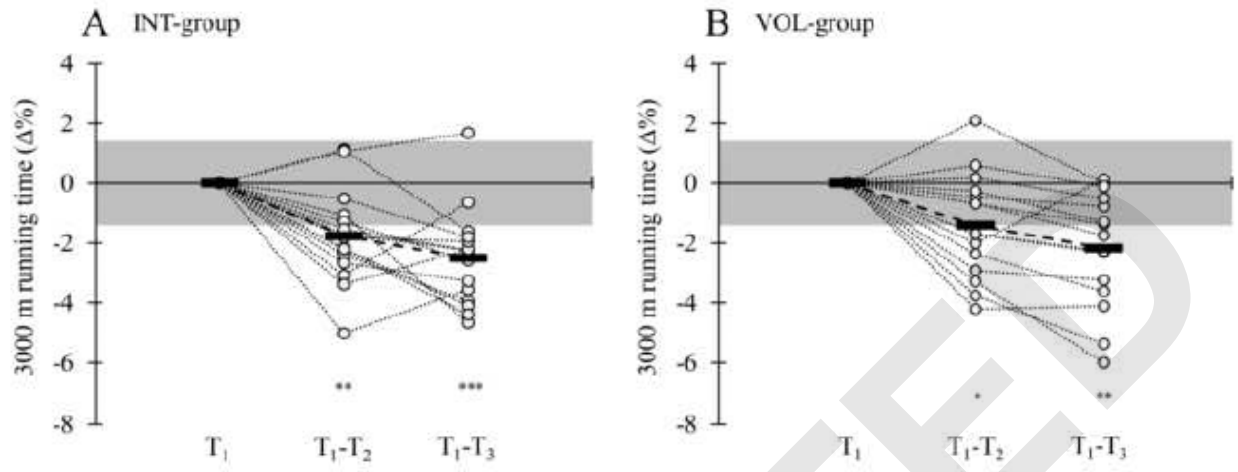 A INT-group
3000 m running time (Δ%)
4
2
0
-2
-4
-6
-8
**
***
T₁
T₁-T₂
T₁-T₃
B VOL-group
3000 m running time (Δ%)
4
2
0
-2
-4
-6
-8
*
**
T₁
T₁-T₂
T₁-T₃
TED